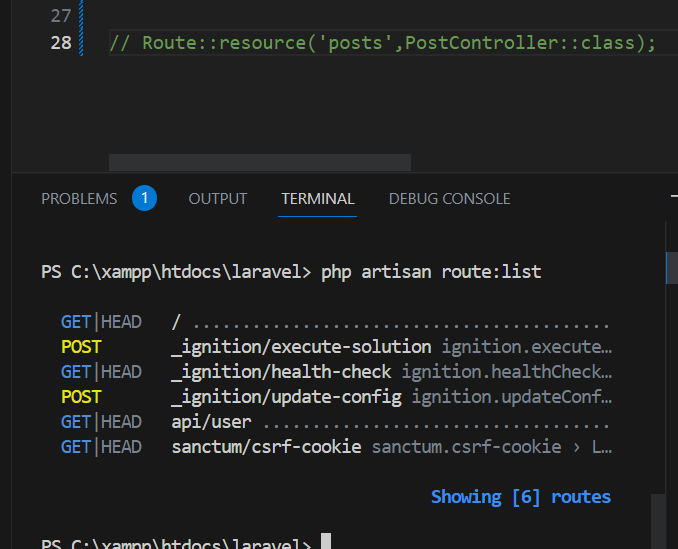 27
28 // Route::resource('posts',PostController::class);
PROBLEMS 1 OUTPUT TERMINAL DEBUG CONSOLE
PS C:\xampp\htdocs\laravel> php artisan route:list
GET|HEAD / ..........................................
POST _ignition/execute-solution ignition.execute…
GET|HEAD _ignition/health-check ignition.healthCheck…
POST _ignition/update-config ignition.updateConf…
GET|HEAD api/user ...................................
GET|HEAD sanctum/csrf-cookie sanctum.csrf-cookie › L…
Showing [6] routes
PS C:\xampp\htdocs\laravel>